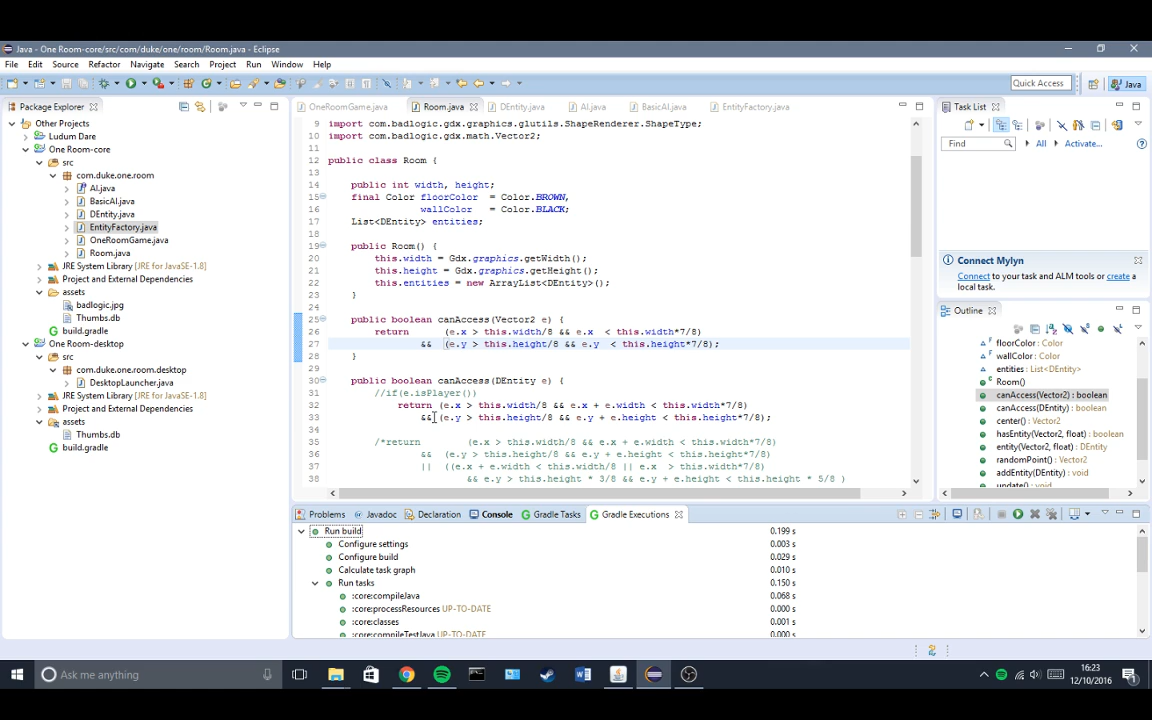 Java - One Room-core/src/com/duke/one/room/Room.java - Eclipse
File Edit Source Refactor Navigate Search Project Run Window Help
Quick Access
Java
Package Explorer
Other Projects
Ludum Dare
One Room-core
src
com.duke.one.room
AI.java
BasicAI.java
DEntity.java
EntityFactory.java
OneRoomGame.java
Room.java
JRE System Library [JRE for JavaSE-1.8]
Project and External Dependencies
assets
badlogic.jpg
Thumbs.db
build.gradle
One Room-desktop
src
com.duke.one.room.desktop
DesktopLauncher.java
JRE System Library [JRE for JavaSE-1.8]
Project and External Dependencies
assets
Thumbs.db
build.gradle
OneRoomGame.java Room.java DEntity.java AI.java BasicAI.java EntityFactory.java
9 import com.badlogic.gdx.graphics.glutils.ShapeRenderer.ShapeType;
10 import com.badlogic.gdx.math.Vector2;
11
12 public class Room {
13
14 public int width, height;
15 final Color floorColor = Color.BROWN,
16 wallColor = Color.BLACK;
17 List<DEntity> entities;
18
19 public Room() {
20 this.width = Gdx.graphics.getWidth();
21 this.height = Gdx.graphics.getHeight();
22 this.entities = new ArrayList<DEntity>();
23 }
24
25 public boolean canAccess(Vector2 e) {
26 return (e.x > this.width/8 && e.x < this.width*7/8)
27 && (e.y > this.height/8 && e.y < this.height*7/8);
28 }
29
30 public boolean canAccess(DEntity e) {
31 //if(e.isPlayer())
32 return (e.x > this.width/8 && e.x + e.width < this.width*7/8)
33 && (e.y > this.height/8 && e.y + e.height < this.height*7/8);
34
35 /*return (e.x > this.width/8 && e.x + e.width < this.width*7/8)
36 && (e.y > this.height/8 && e.y + e.height < this.height*7/8)
37 || ((e.x + e.width < this.width/8 || e.x > this.width*7/8)
38 && e.y > this.height * 3/8 && e.y + e.height < this.height * 5/8 )
Task List
Find All Activate...
Connect Mylyn
Connect to your task and ALM tools or create a
local task.
Outline
floorColor : Color
wallColor : Color
entities : List<DEntity>
Room()
canAccess(Vector2) : boolean
canAccess(DEntity) : boolean
center() : Vector2
hasEntity(Vector2, float) : boolean
entity(Vector2, float) : DEntity
randomPoint() : Vector2
addEntity(DEntity) : void
update() : void
Problems Javadoc Declaration Console Gradle Tasks Gradle Executions
Run build 0.199 s
Configure settings 0.003 s
Configure build 0.029 s
Calculate task graph 0.010 s
Run tasks 0.150 s
:core:compileJava 0.068 s
:core:processResources UP-TO-DATE 0.000 s
:core:classes 0.001 s
:core:compileTestJava UP-TO-DATE 0.000 s
Ask me anything
16:23
12/10/2016